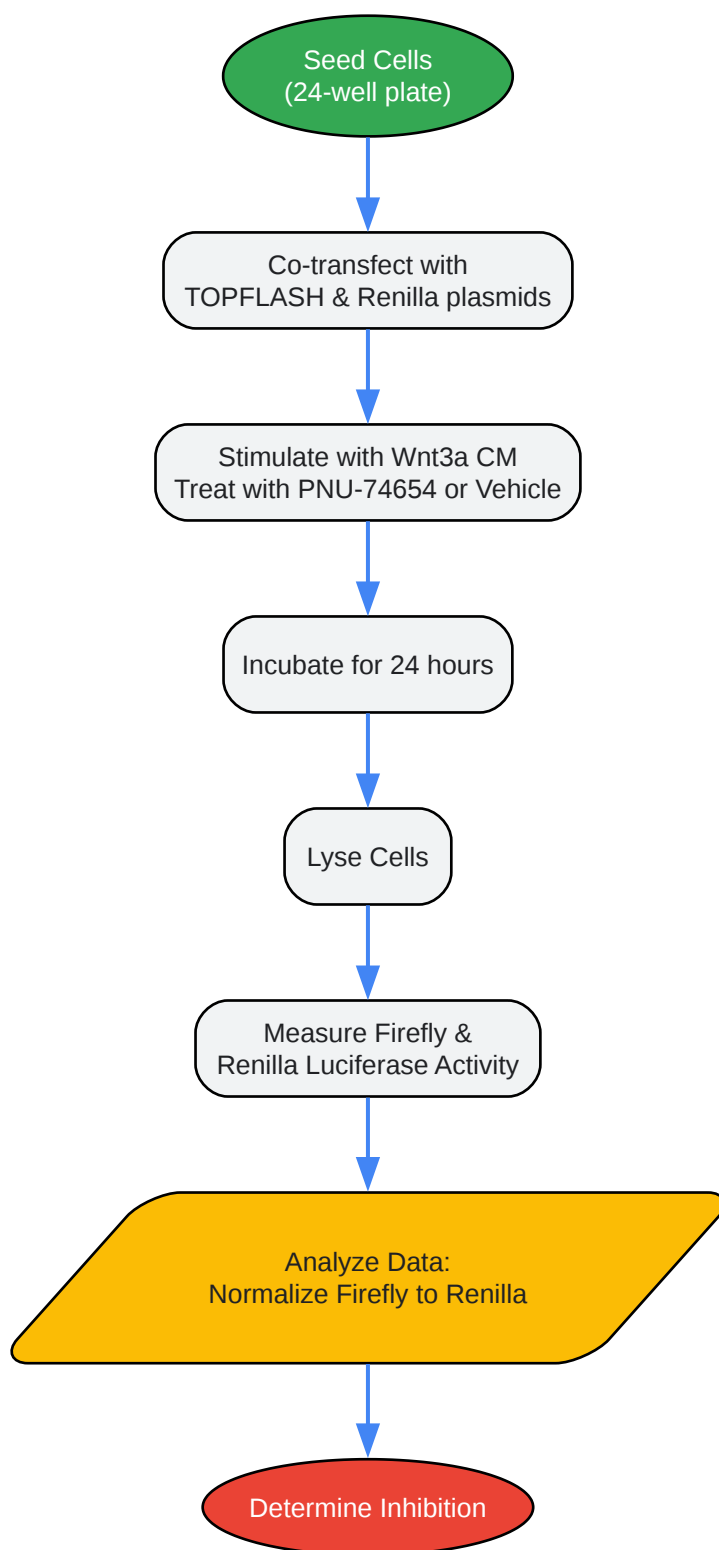 Seed Cells
(24-well plate)
Co-transfect with
TOPFLASH & Renilla plasmids
Stimulate with Wnt3a CM
Treat with PNU-74654 or Vehicle
Incubate for 24 hours
Lyse Cells
Measure Firefly &
Renilla Luciferase Activity
Analyze Data:
Normalize Firefly to Renilla
Determine Inhibition